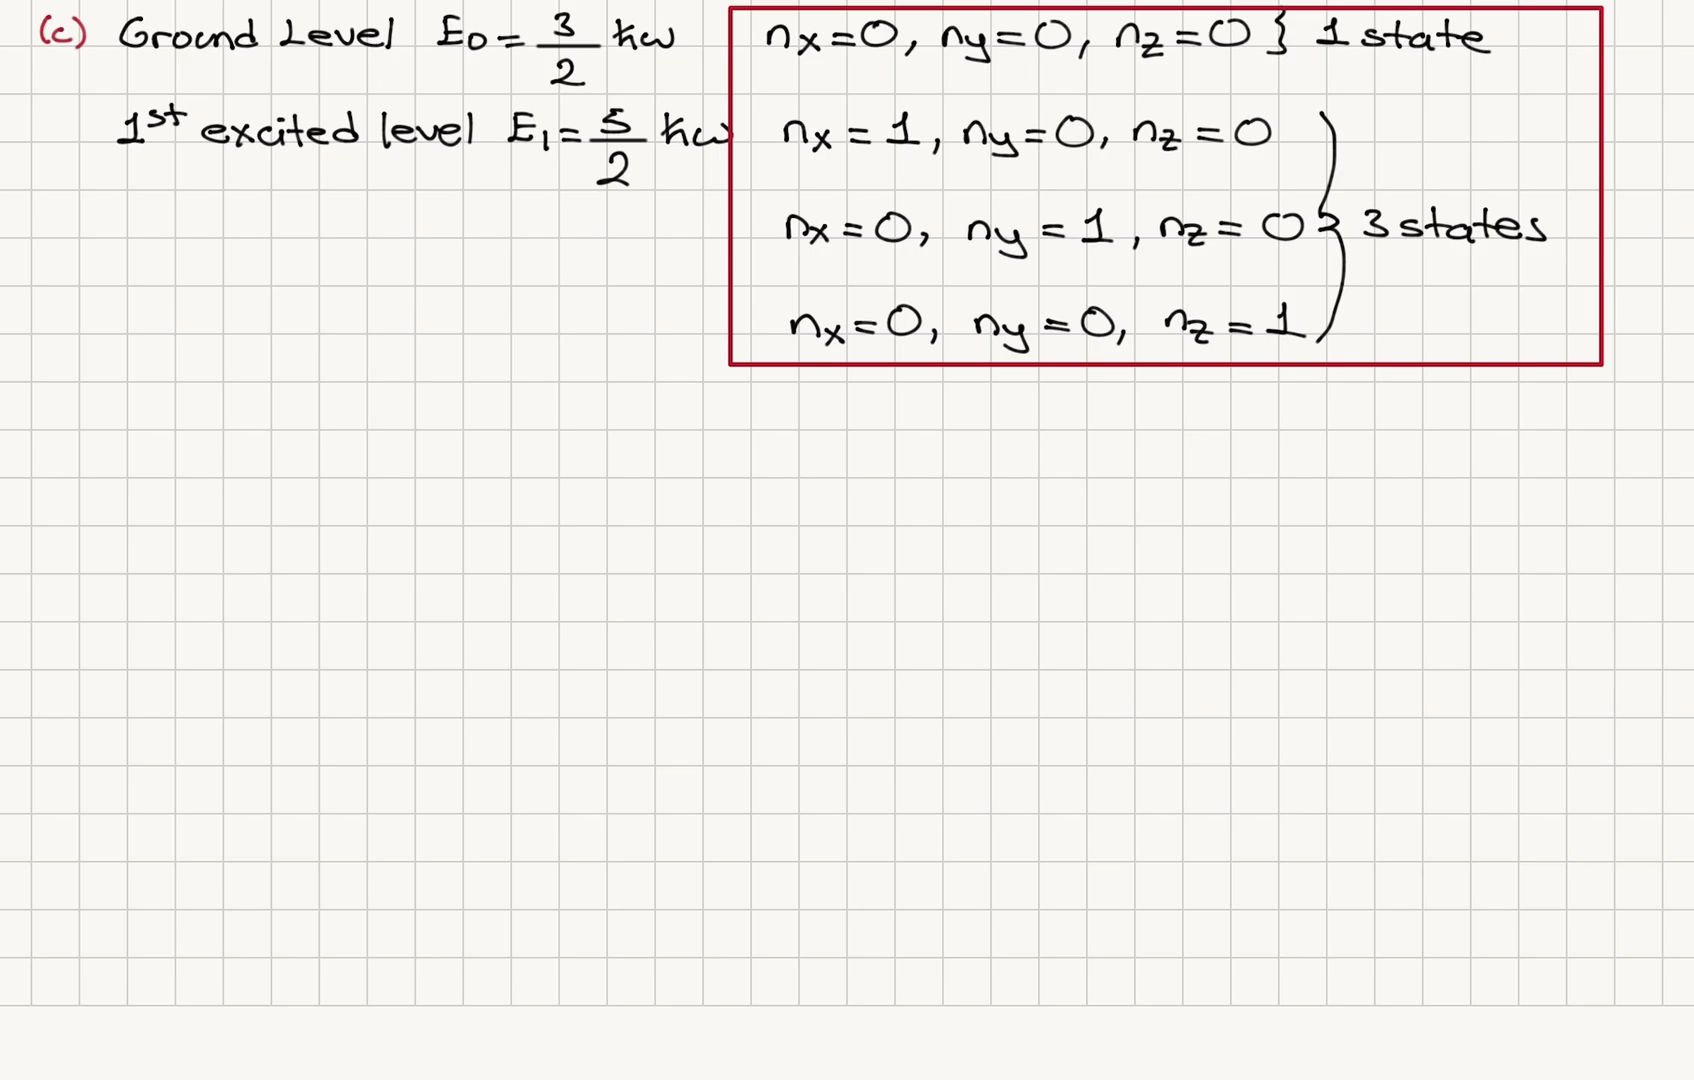 (c) Ground Level E₀ = 3/2 ħω nx=0, ny=0, nz=0 } 1 state
1st excited level E₁ = 5/2 ħω nx = 1, ny=0, nz=0
nx=0, ny = 1, nz = 0 } 3 states
nx=0, ny=0, nz=1